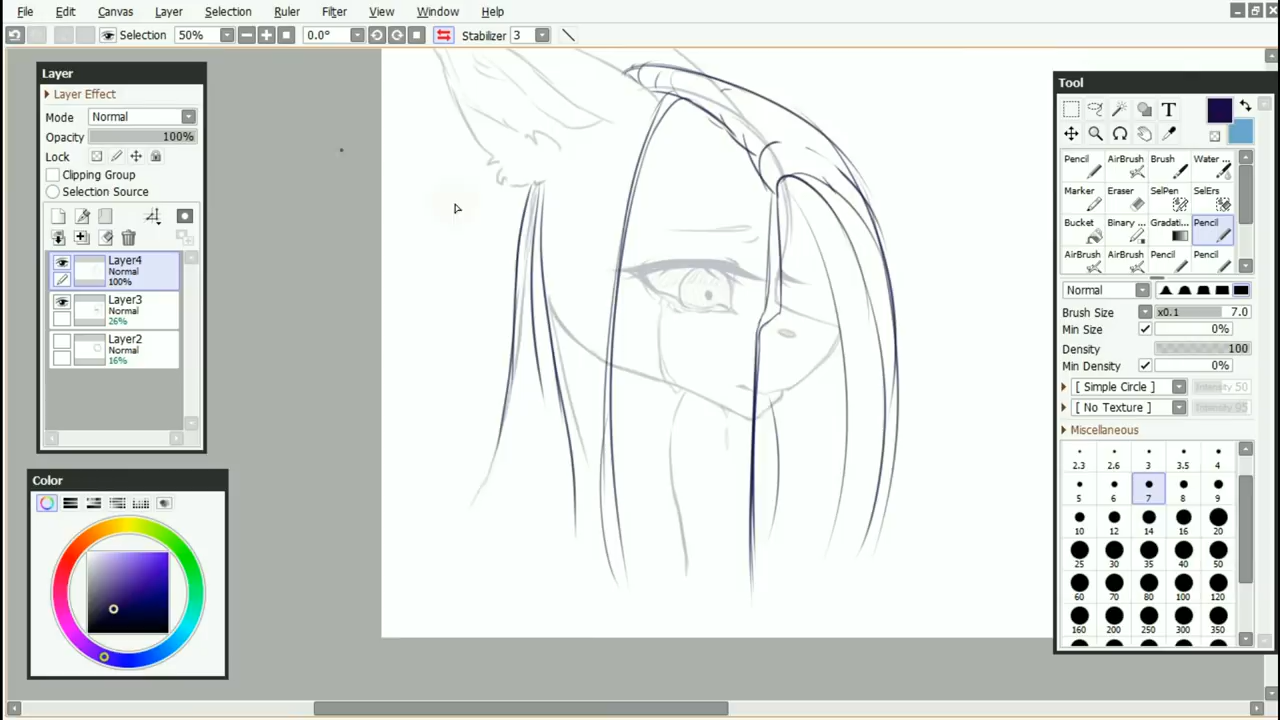 File Edit Canvas Layer Selection Ruler Filter View Window Help
Selection 50% 0.0° Stabilizer 3
Layer
Layer Effect
Mode Normal
Opacity 100%
Lock
Clipping Group
Selection Source
Layer4
Normal
100%
Layer3
Normal
26%
Layer2
Normal
16%
Color
Tool
T
Pencil AirBrush Brush Water ...
Marker Eraser SelPen SelErs
Bucket Binary ... Gradati... Pencil
AirBrush AirBrush Pencil Pencil
Normal
Brush Size x0.1 7.0
Min Size 0%
Density 100
Min Density 0%
[ Simple Circle ] Intensity 50
[ No Texture ] Intensity 95
Miscellaneous
2.3 2.6 3 3.5 4
5 6 7 8 9
10 12 14 16 20
25 30 35 40 50
60 70 80 100 120
160 200 250 300 350